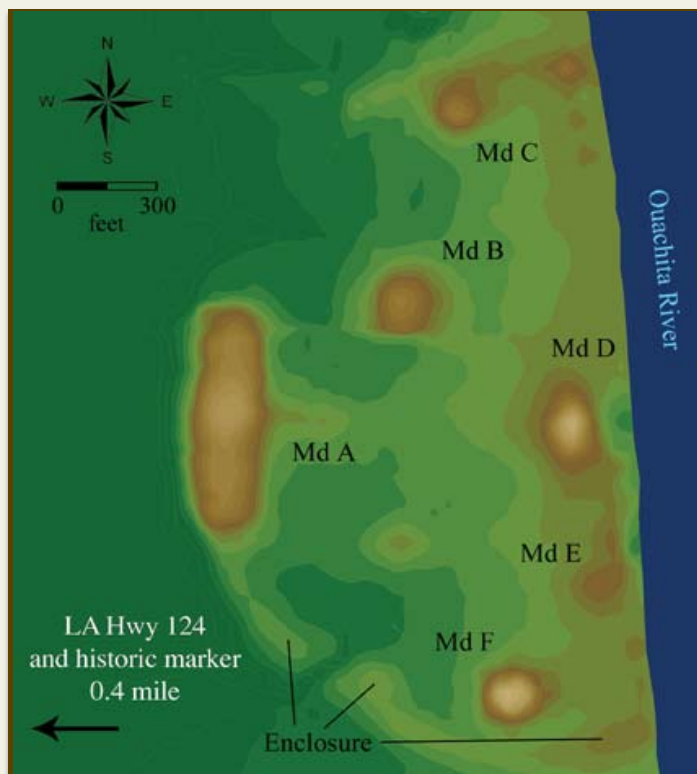 N
W E
S
0 300
feet
Md C
Md B
Ouachita River
Md D
Md A
Md E
LA Hwy 124
and historic marker
0.4 mile
Md F
Enclosure